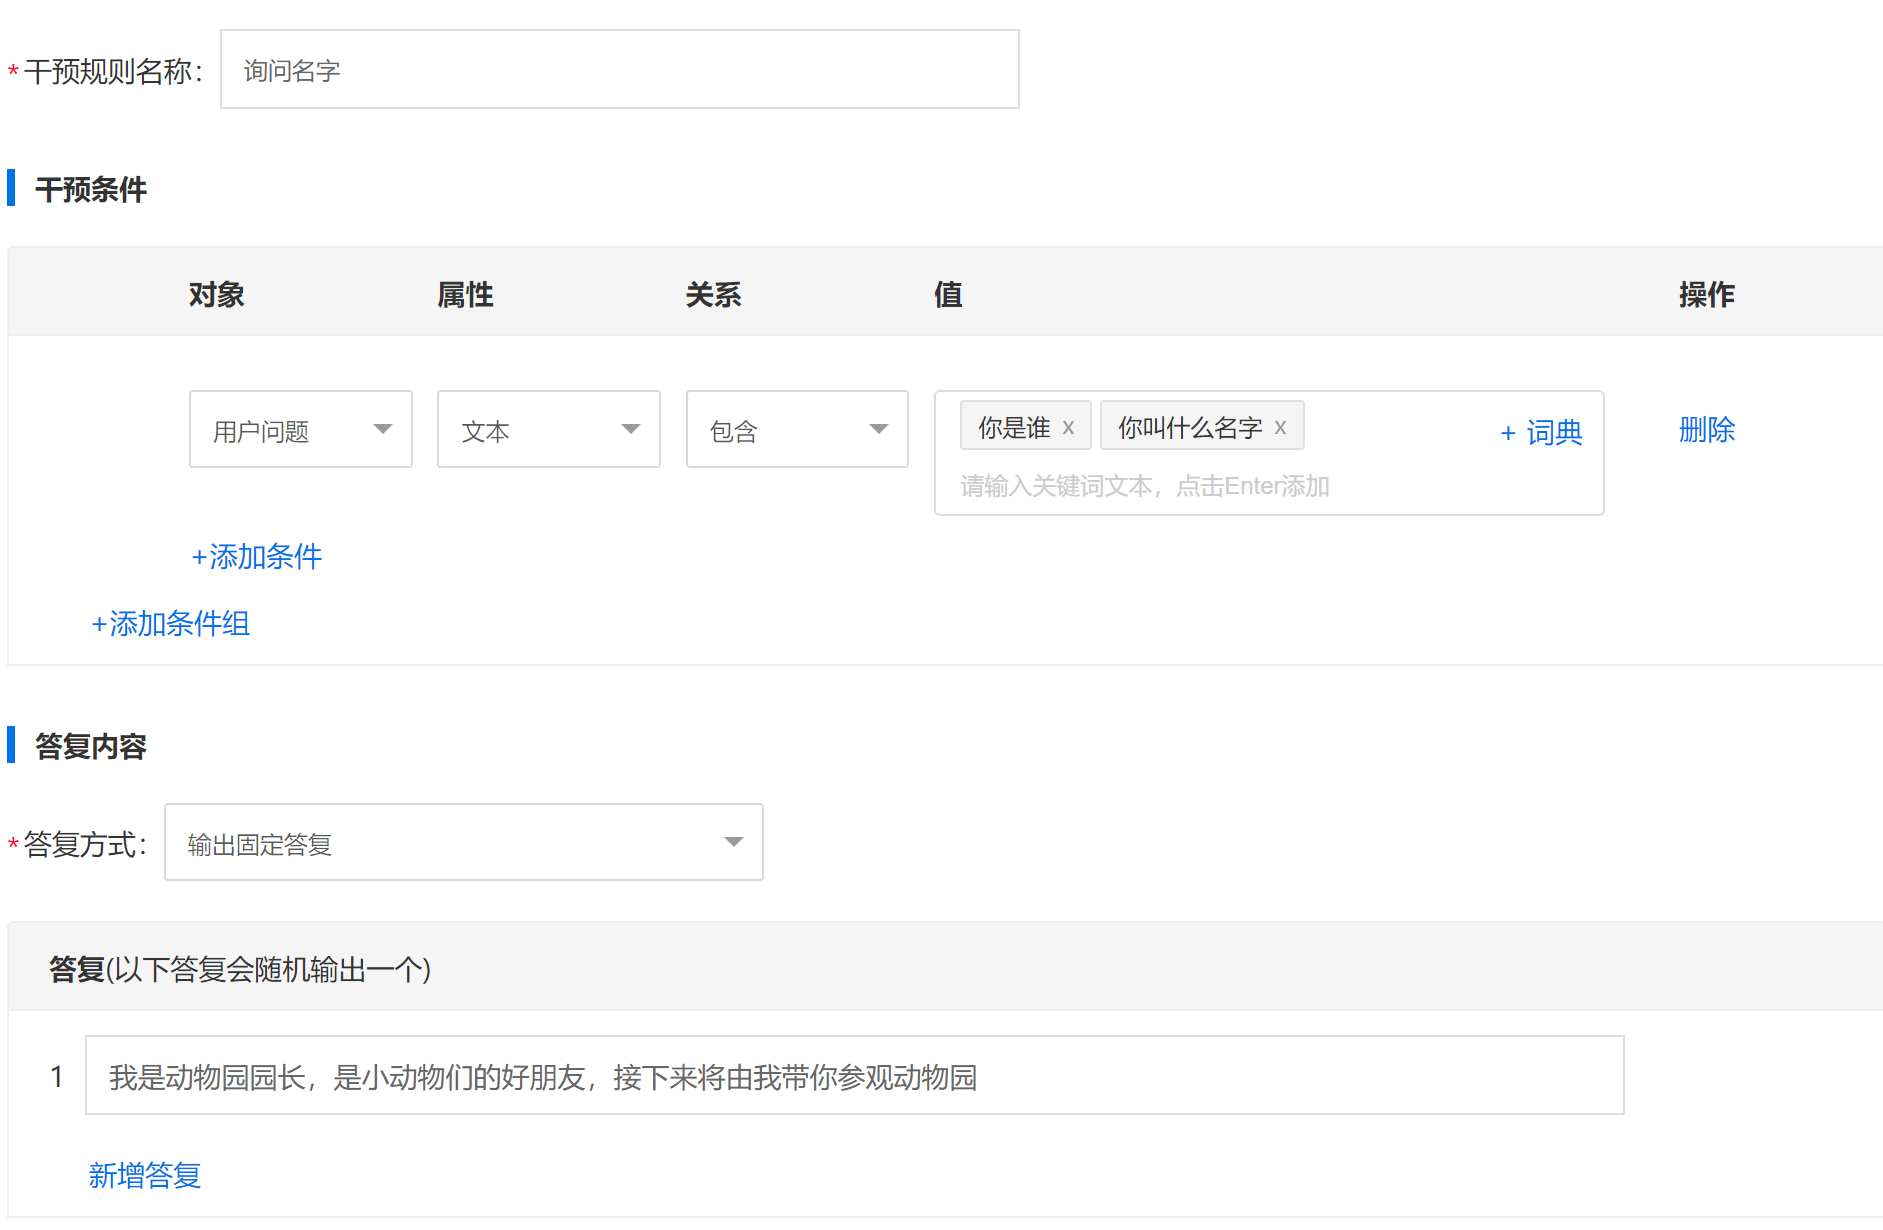 *干预规则名称： 询问名字
干预条件
对象 属性 关系 值 操作
用户问题 文本 包含 你是谁 x 你叫什么名字 x + 词典 删除
请输入关键词文本，点击Enter添加
+添加条件
+添加条件组
答复内容
*答复方式： 输出固定答复
答复(以下答复会随机输出一个)
1 我是动物园园长，是小动物们的好朋友，接下来将由我带你参观动物园
新增答复